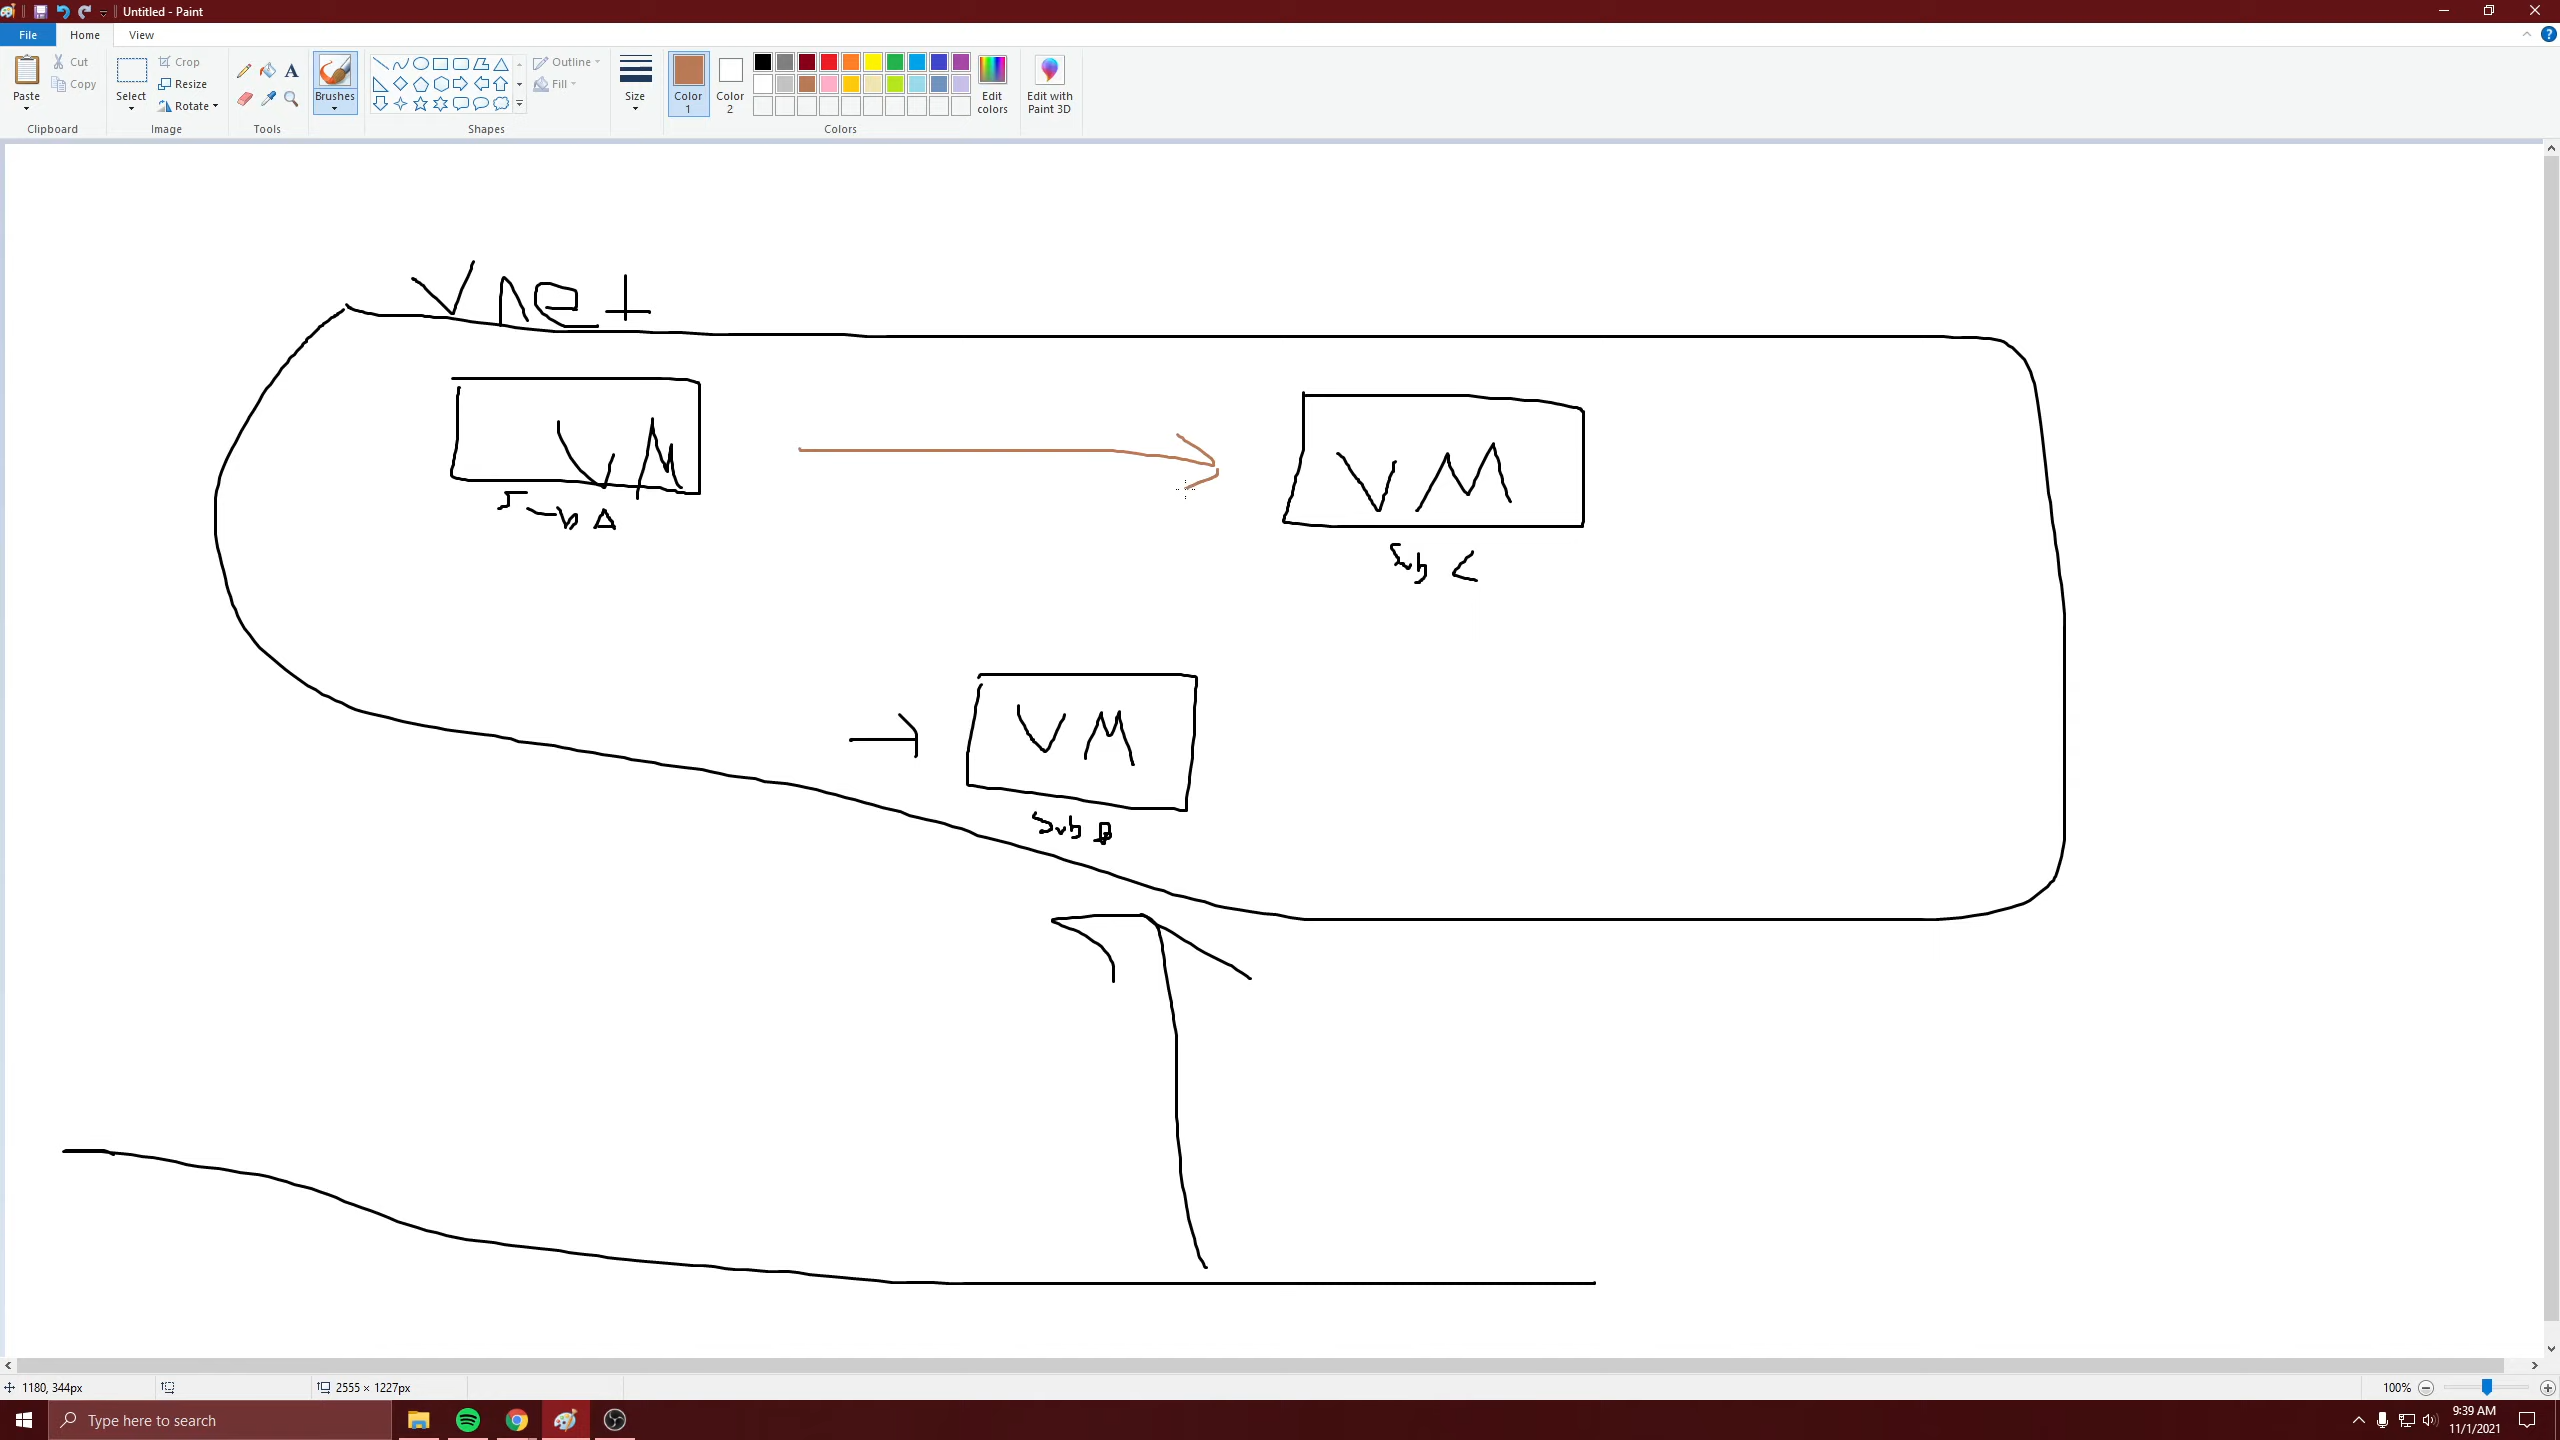 Untitled - Paint
File Home View
Paste Cut Copy Clipboard
Select Crop Resize Rotate Image
Tools
Brushes
Outline Fill Shapes
Size
Color 1 Color 2 Edit colors Colors
Edit with Paint 3D
Vnet
VM
Sub A
VM
Sub C
VM
Sub B
1180, 344px 2555 × 1227px 100%
Type here to search
9:39 AM
11/1/2021